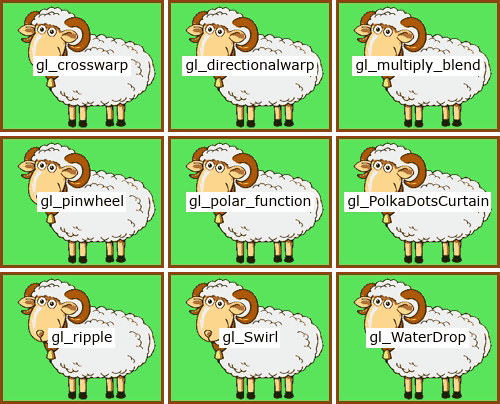 gl_crosswarp
gl_directionalwarp
gl_multiply_blend
gl_pinwheel
gl_polar_function
gl_PolkaDotsCurtain
gl_ripple
gl_Swirl
gl_WaterDrop